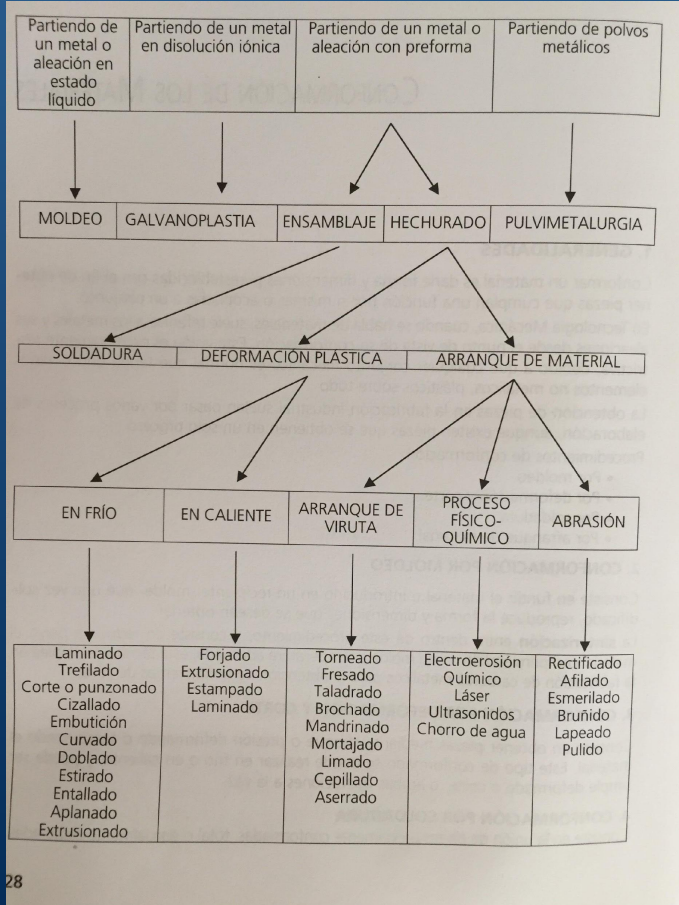 Partiendo de
un metal o
aleación en
estado
líquido
Partiendo de un metal
en disolución iónica
Partiendo de un metal o
aleación con preforma
Partiendo de polvos
metálicos
MOLDEO
GALVANOPLASTIA
ENSAMBLAJE
HECHURADO
PULVIMETALURGIA
SOLDADURA
DEFORMACIÓN PLÁSTICA
ARRANQUE DE MATERIAL
EN FRÍO
EN CALIENTE
ARRANQUE DE
VIRUTA
PROCESO
FÍSICO-
QUÍMICO
ABRASIÓN
Laminado
Trefilado
Corte o punzonado
Cizallado
Embutición
Curvado
Doblado
Estirado
Entallado
Aplanado
Extrusionado
Forjado
Extrusionado
Estampado
Laminado
Torneado
Fresado
Taladrado
Brochado
Mandrinado
Mortajado
Limado
Cepillado
Aserrado
Electroerosión
Químico
Láser
Ultrasonidos
Chorro de agua
Rectificado
Afilado
Esmerilado
Bruñido
Lapeado
Pulido
28